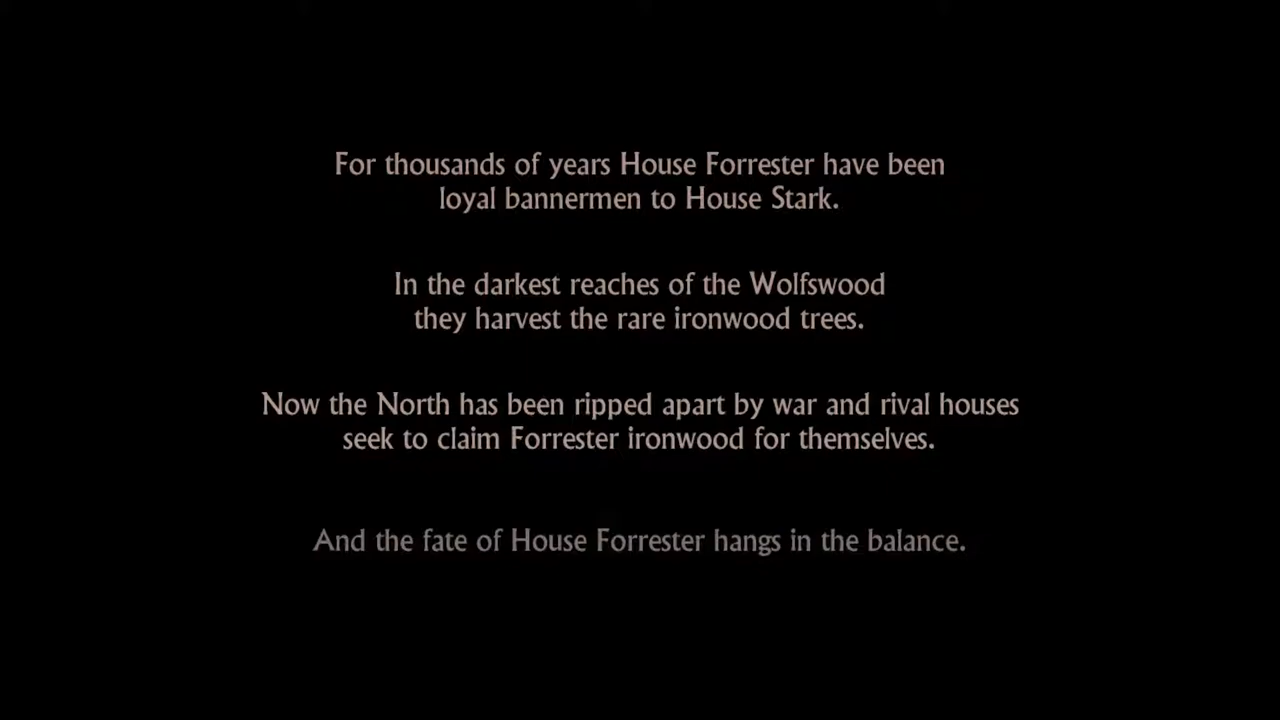 For thousands of years House Forrester have been
loyal bannermen to House Stark.
In the darkest reaches of the Wolfswood
they harvest the rare ironwood trees.
Now the North has been ripped apart by war and rival houses
seek to claim Forrester ironwood for themselves.
And the fate of House Forrester hangs in the balance.